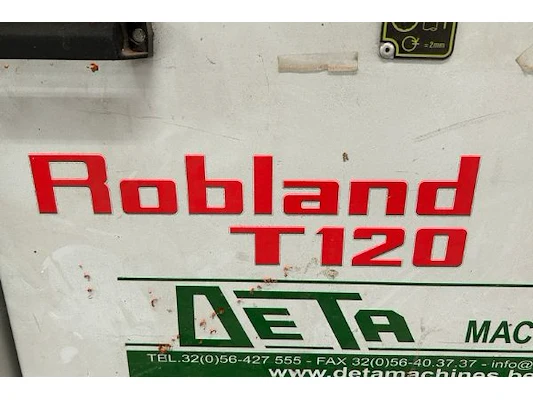 = 2mm
Robland
T120
DETA MAC
TEL.32(0)56-427 555 - FAX 32(0)56-40.37.37 - info@
www.detamachines.be